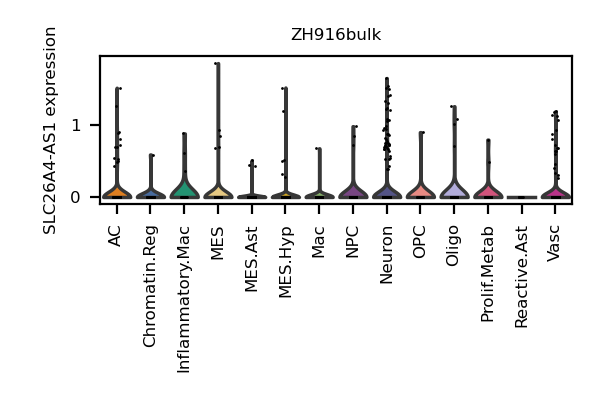 ZH916bulk
SLC26A4-AS1 expression
1
0
AC
Chromatin.Reg
Inflammatory.Mac
MES
MES.Ast
MES.Hyp
Mac
NPC
Neuron
OPC
Oligo
Prolif.Metab
Reactive.Ast
Vasc